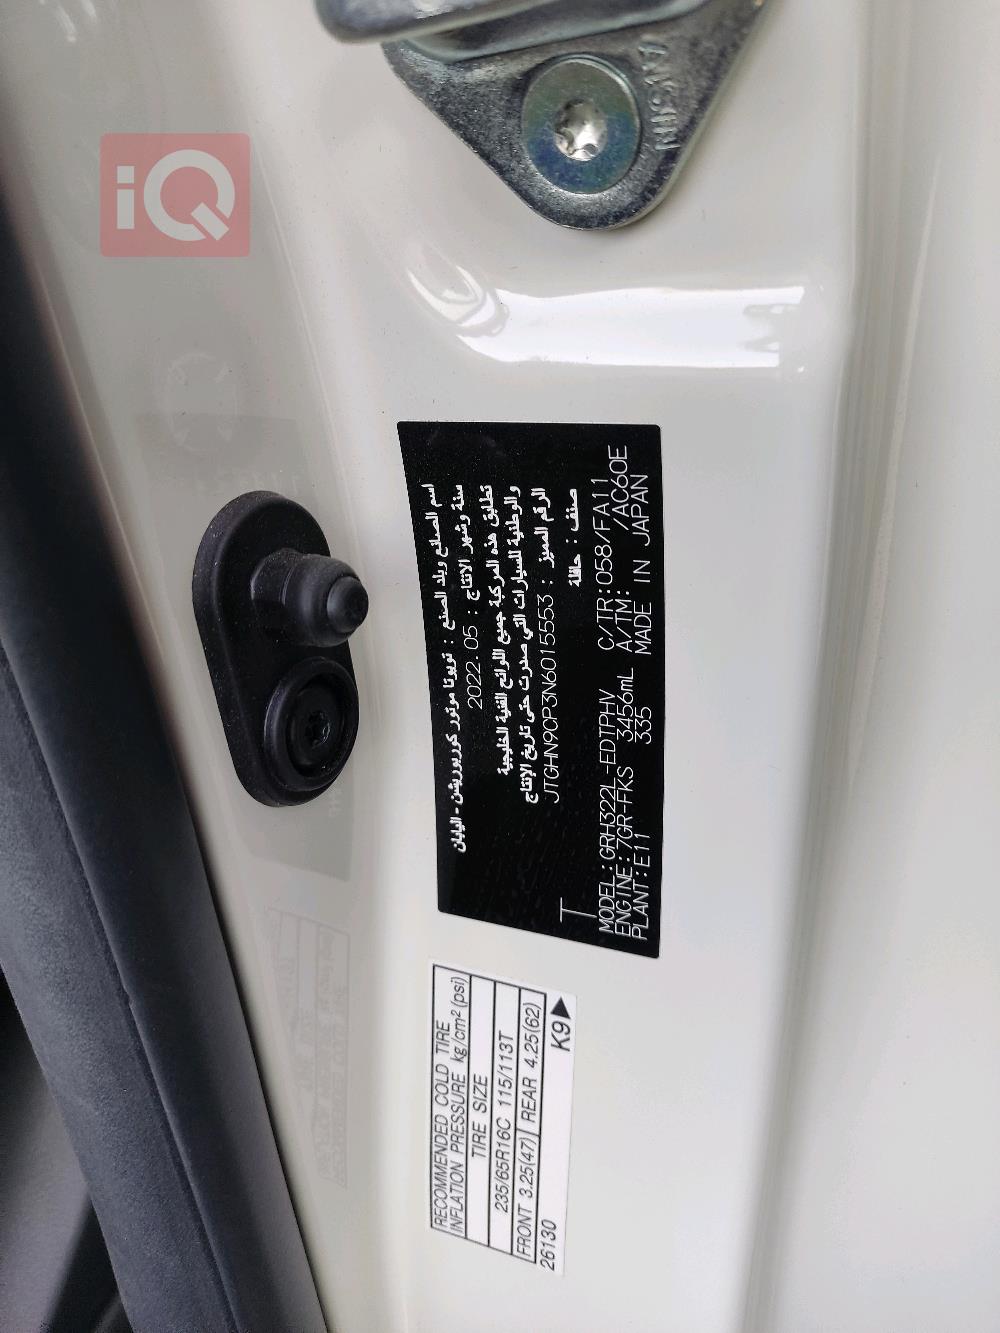 iQ
AISIN
اسم الصانع وبلد الصنع : تويوتا موتور كوربوريشن - اليابان
سنة وشهر الانتاج : 2022.05
تطابق هذه المركبة جميع اللوائح الفنية الخليجية
والوطنية للسيارات التي صدرت حتى تاريخ الإنتاج
الرقم المميز : JTGHN9CP3N6015553
صنف : حافلة
T
MODEL:GRH322L-EDTPHV C/TR:058/FA11
ENGINE:7GR-FKS 3456mL A/TM: /AC60E
PLANT:E11 335 MADE IN JAPAN
RECOMMENDED COLD TIRE
INFLATION PRESSURE kg/cm² (psi)
TIRE SIZE
235/65R16C 115/113T
FRONT 3.25(47) REAR 4.25(62)
26130 K9▶